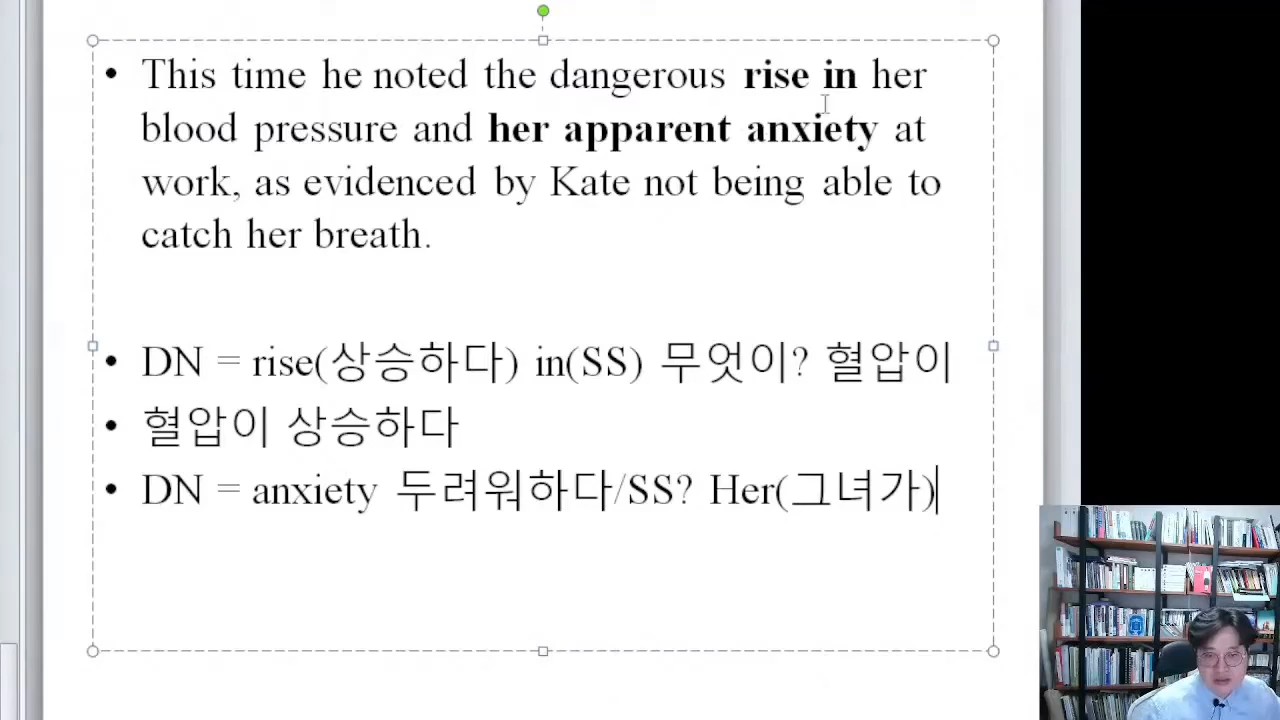 • This time he noted the dangerous rise in her
blood pressure and her apparent anxiety at
work, as evidenced by Kate not being able to
catch her breath.
• DN = rise(상승하다) in(SS) 무엇이? 혈압이
• 혈압이 상승하다
• DN = anxiety 두려워하다/SS? Her(그녀가)